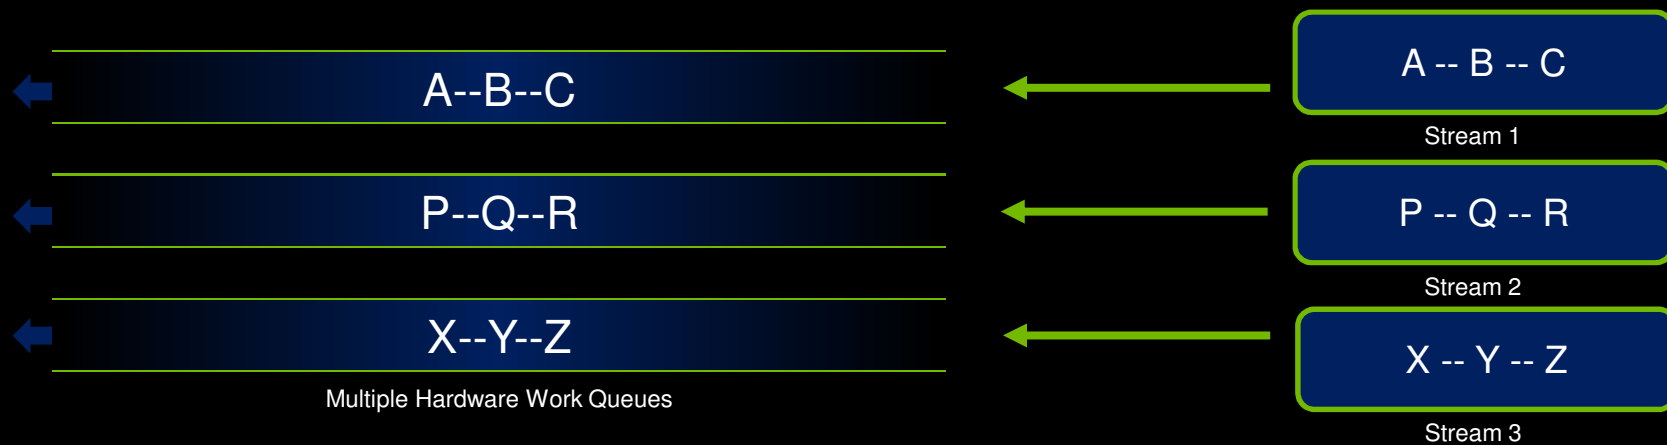 A--B--C
A -- B -- C
Stream 1
P--Q--R
P -- Q -- R
Stream 2
X--Y--Z
X -- Y -- Z
Multiple Hardware Work Queues
Stream 3